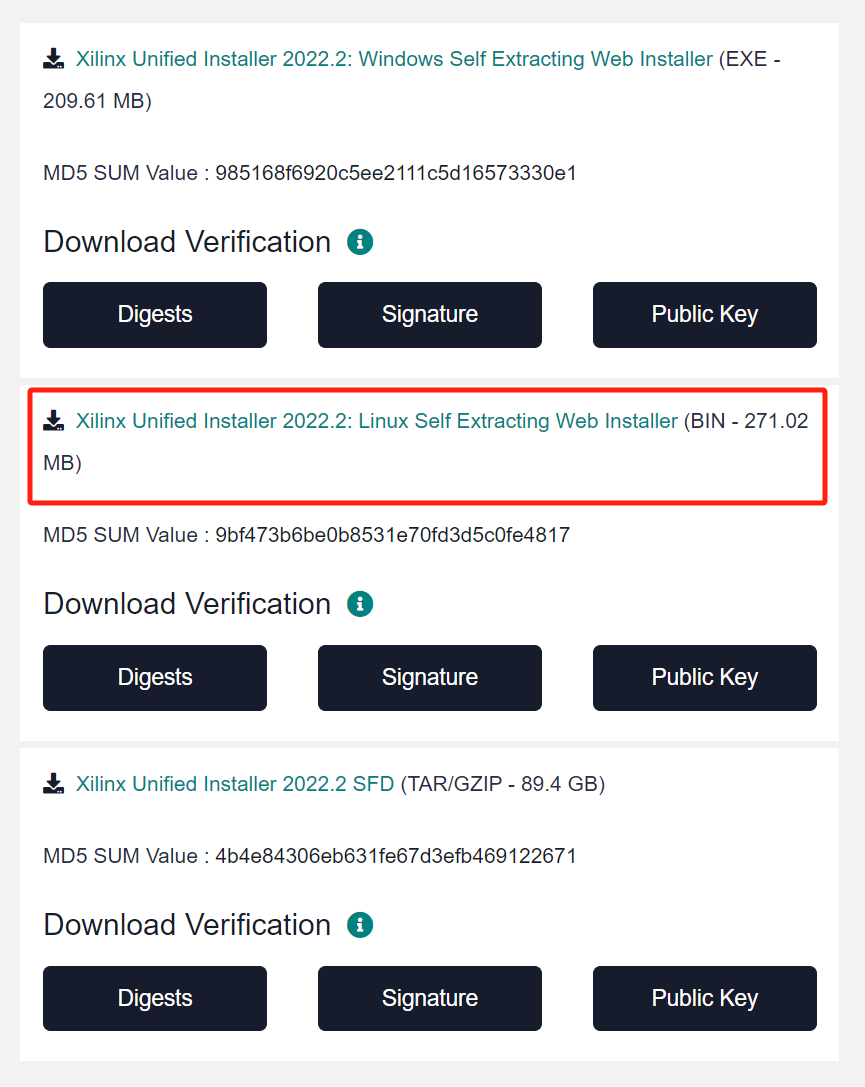 Xilinx Unified Installer 2022.2: Windows Self Extracting Web Installer (EXE -
209.61 MB)
MD5 SUM Value : 985168f6920c5ee2111c5d16573330e1
Download Verification
Digests Signature Public Key
Xilinx Unified Installer 2022.2: Linux Self Extracting Web Installer (BIN - 271.02
MB)
MD5 SUM Value : 9bf473b6be0b8531e70fd3d5c0fe4817
Download Verification
Digests Signature Public Key
Xilinx Unified Installer 2022.2 SFD (TAR/GZIP - 89.4 GB)
MD5 SUM Value : 4b4e84306eb631fe67d3efb469122671
Download Verification
Digests Signature Public Key